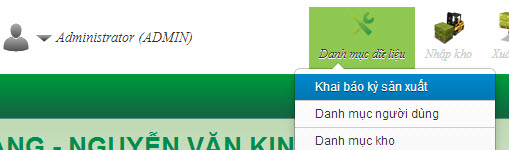 Administrator (ADMIN)
Danh mục dữ liệu
Nhập kho
Xuấ
Khai báo kỳ sản xuất
Danh mục người dùng
Danh mục kho
ANG - NGUYỄN VĂN KIN